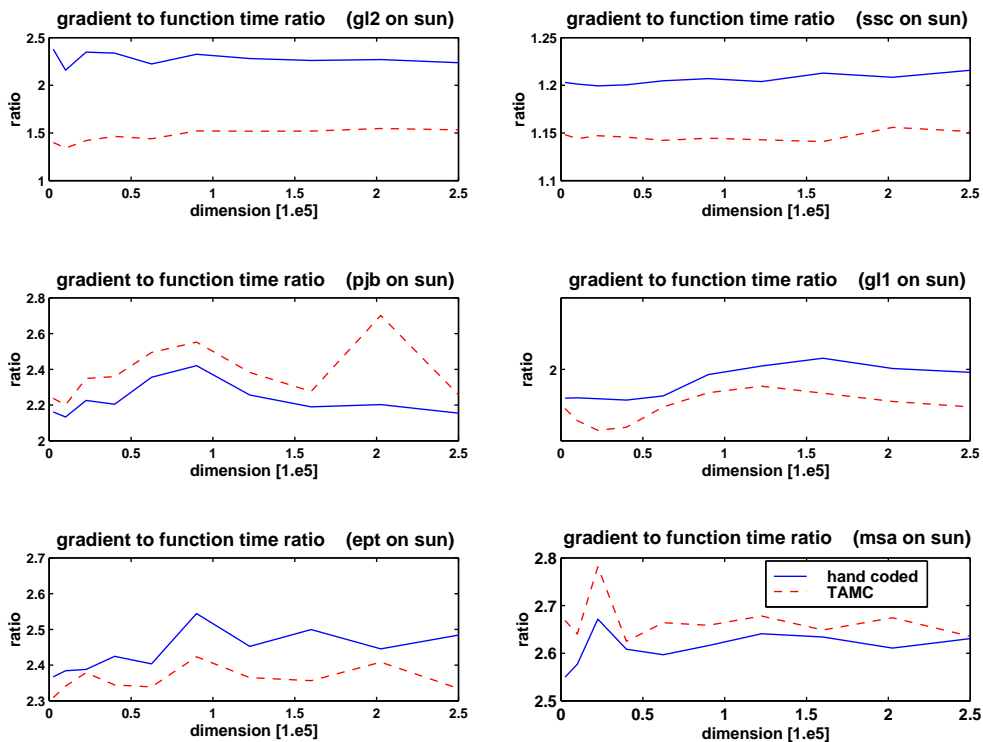 gradient to function time ratio (gl2 on sun)
2.5
2
1.5
1
ratio
0 0.5 1 1.5 2 2.5
dimension [1.e5]
gradient to function time ratio (ssc on sun)
1.25
1.2
1.15
1.1
ratio
0 0.5 1 1.5 2 2.5
dimension [1.e5]
gradient to function time ratio (pjb on sun)
2.8
2.6
2.4
2.2
2
ratio
0 0.5 1 1.5 2 2.5
dimension [1.e5]
gradient to function time ratio (gl1 on sun)
2
ratio
0 0.5 1 1.5 2 2.5
dimension [1.e5]
gradient to function time ratio (ept on sun)
2.7
2.6
2.5
2.4
2.3
ratio
0 0.5 1 1.5 2 2.5
dimension [1.e5]
gradient to function time ratio (msa on sun)
2.8
2.7
2.6
2.5
ratio
hand coded
TAMC
0 0.5 1 1.5 2 2.5
dimension [1.e5]